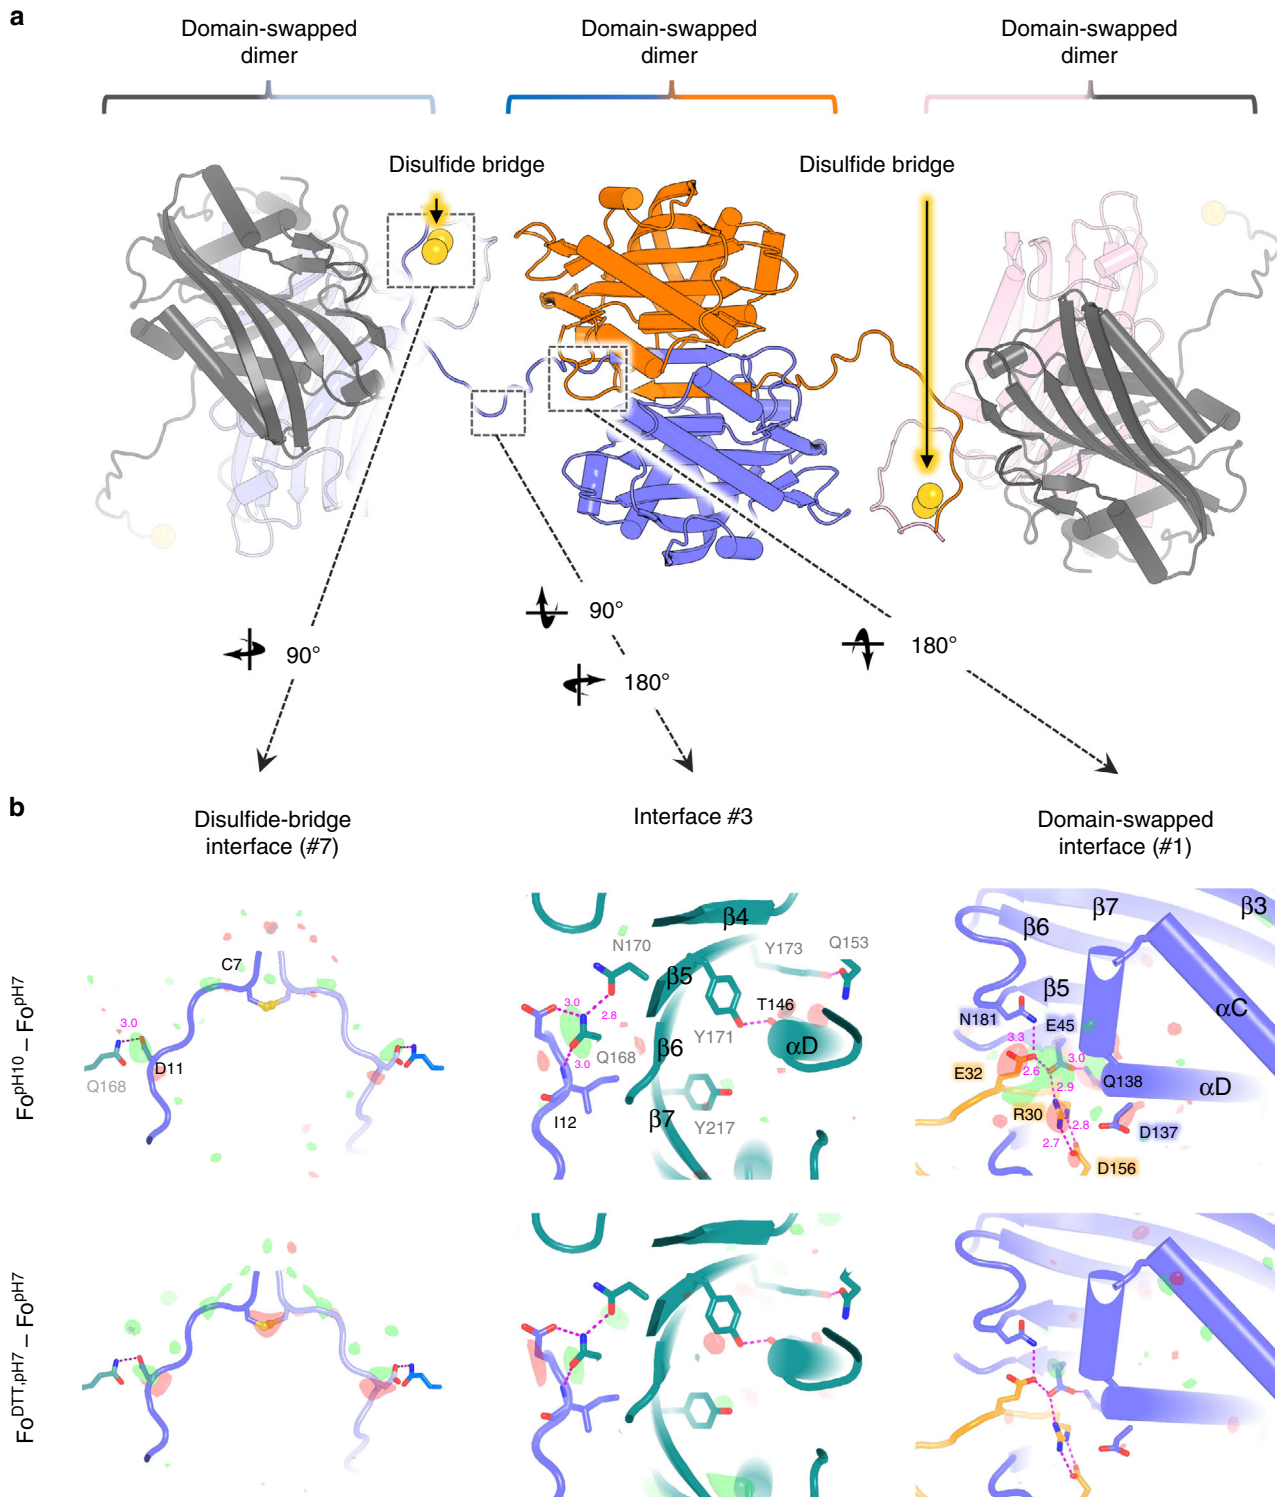 a
Domain-swapped
dimer
Domain-swapped
dimer
Domain-swapped
dimer
Disulfide bridge
Disulfide bridge
90°
90°
180°
180°
b
Disulfide-bridge
interface (#7)
Interface #3
Domain-swapped
interface (#1)
Fo^pH10 – Fo^pH7
C7
3.0
D11
Q168
β4
N170
Y173
Q153
β5
3.0
2.8
T146
Y171
Q168
β6
αD
3.0
I12
β7
Y217
β7
β3
β6
β5
αC
N181
E45
3.3
3.0
E32
2.6
Q138
αD
2.9
R30
2.8
D137
2.7
D156
Fo^DTT,pH7 – Fo^pH7